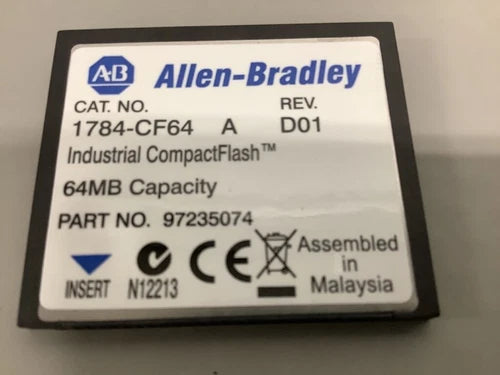 A-B Allen-Bradley
CAT. NO. REV.
1784-CF64 A D01
Industrial CompactFlash™
64MB Capacity
PART NO. 97235074
INSERT N12213 CE Assembled
in
Malaysia